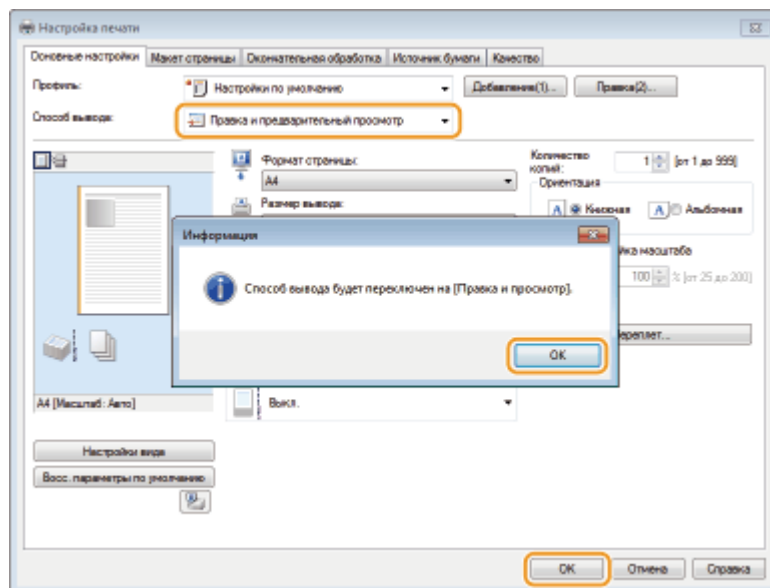 Настройка печати
Основные настройки Макет страницы Окончательная обработка Источник бумаги Качество
Профиль: Настройки по умолчанию Добавление(1)... Правка(2)...
Способ вывода: Правка и предварительный просмотр
Формат страницы:
A4
Размер вывода:
Количество копий: 1 [от 1 до 999]
Ориентация
A Книжная A Альбомная
Информация
Способ вывода будет переключен на [Правка и просмотр].
OK
масштаба
100 % [от 25 до 200]
Переплет...
A4 [Масштаб: Авто]
Выкл.
Настройки вида
Восс. параметры по умолчанию
OK Отмена Справка